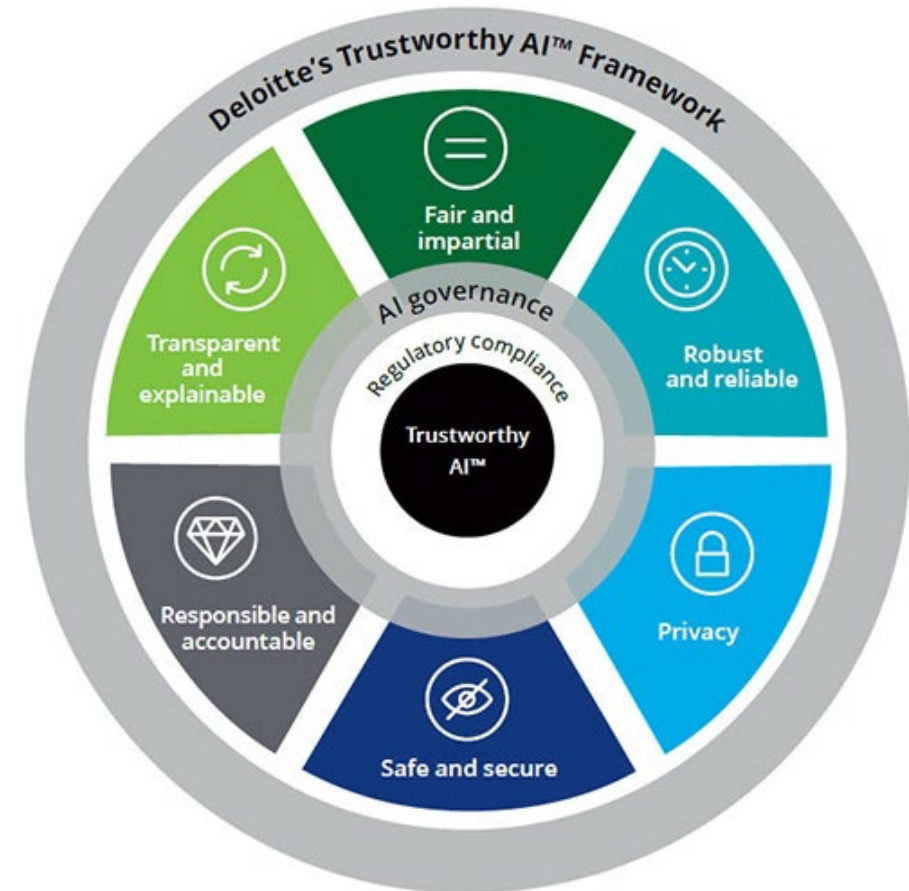 Deloitte's Trustworthy AI™ Framework
Fair and
impartial
Robust
and reliable
Privacy
Safe and secure
Responsible and
accountable
Transparent
and
explainable
AI governance
Regulatory compliance
Trustworthy
AI™